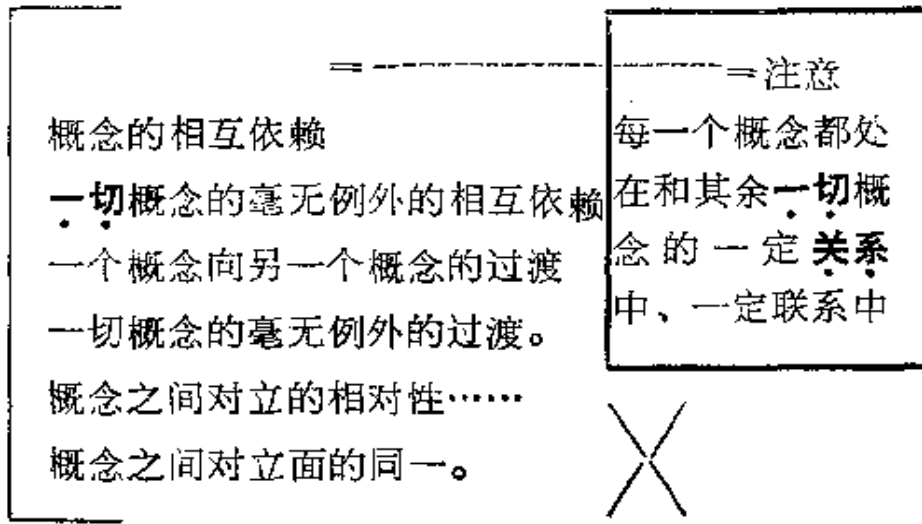 ＝ ＝注意
概念的相互依赖
一切概念的毫无例外的相互依赖
一个概念向另一个概念的过渡
一切概念的毫无例外的过渡。
概念之间对立的相对性……
概念之间对立面的同一。
每一个概念都处
在和其余一切概
念的一定关系
中、一定联系中